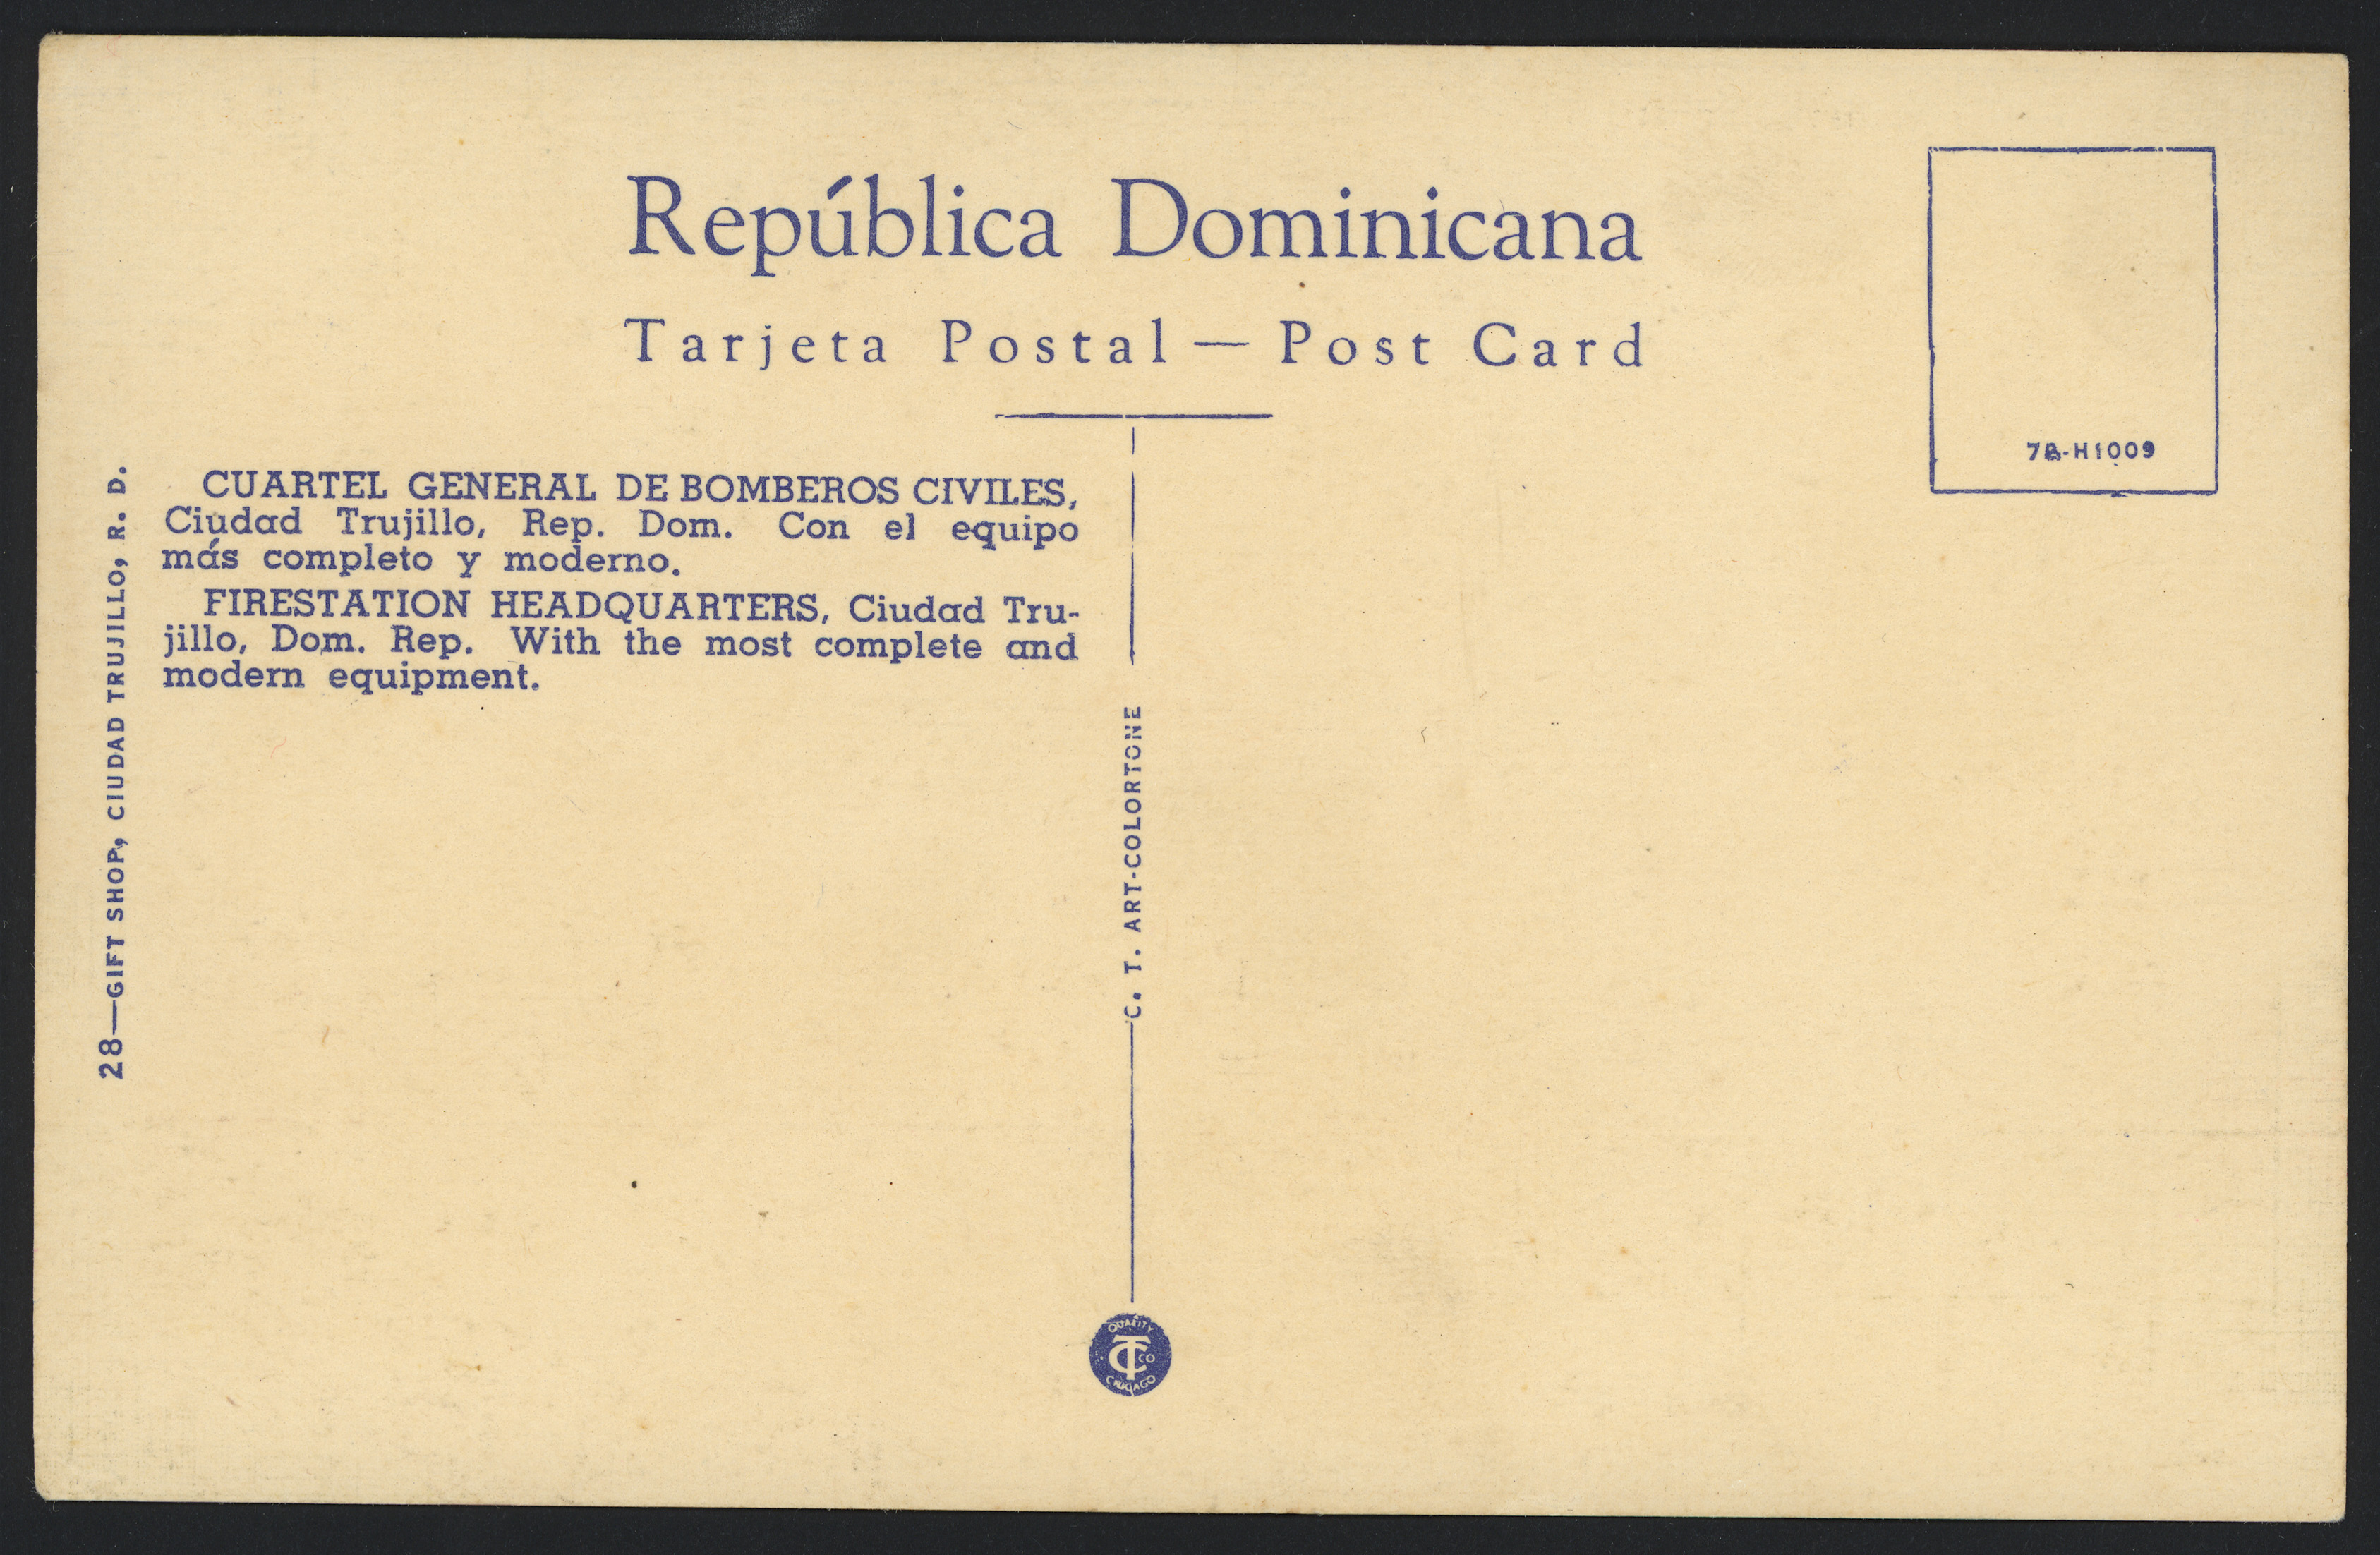 República Dominicana
Tarjeta Postal — Post Card
7B-H1009
CUARTEL GENERAL DE BOMBEROS CIVILES,
Ciudad Trujillo, Rep. Dom. Con el equipo
más completo y moderno.
FIRESTATION HEADQUARTERS, Ciudad Tru-
jillo, Dom. Rep. With the most complete and
modern equipment.
28—GIFT SHOP, CIUDAD TRUJILLO, R. D.
C. T. ART-COLORTONE
QUALITY
CT CO
CHICAGO